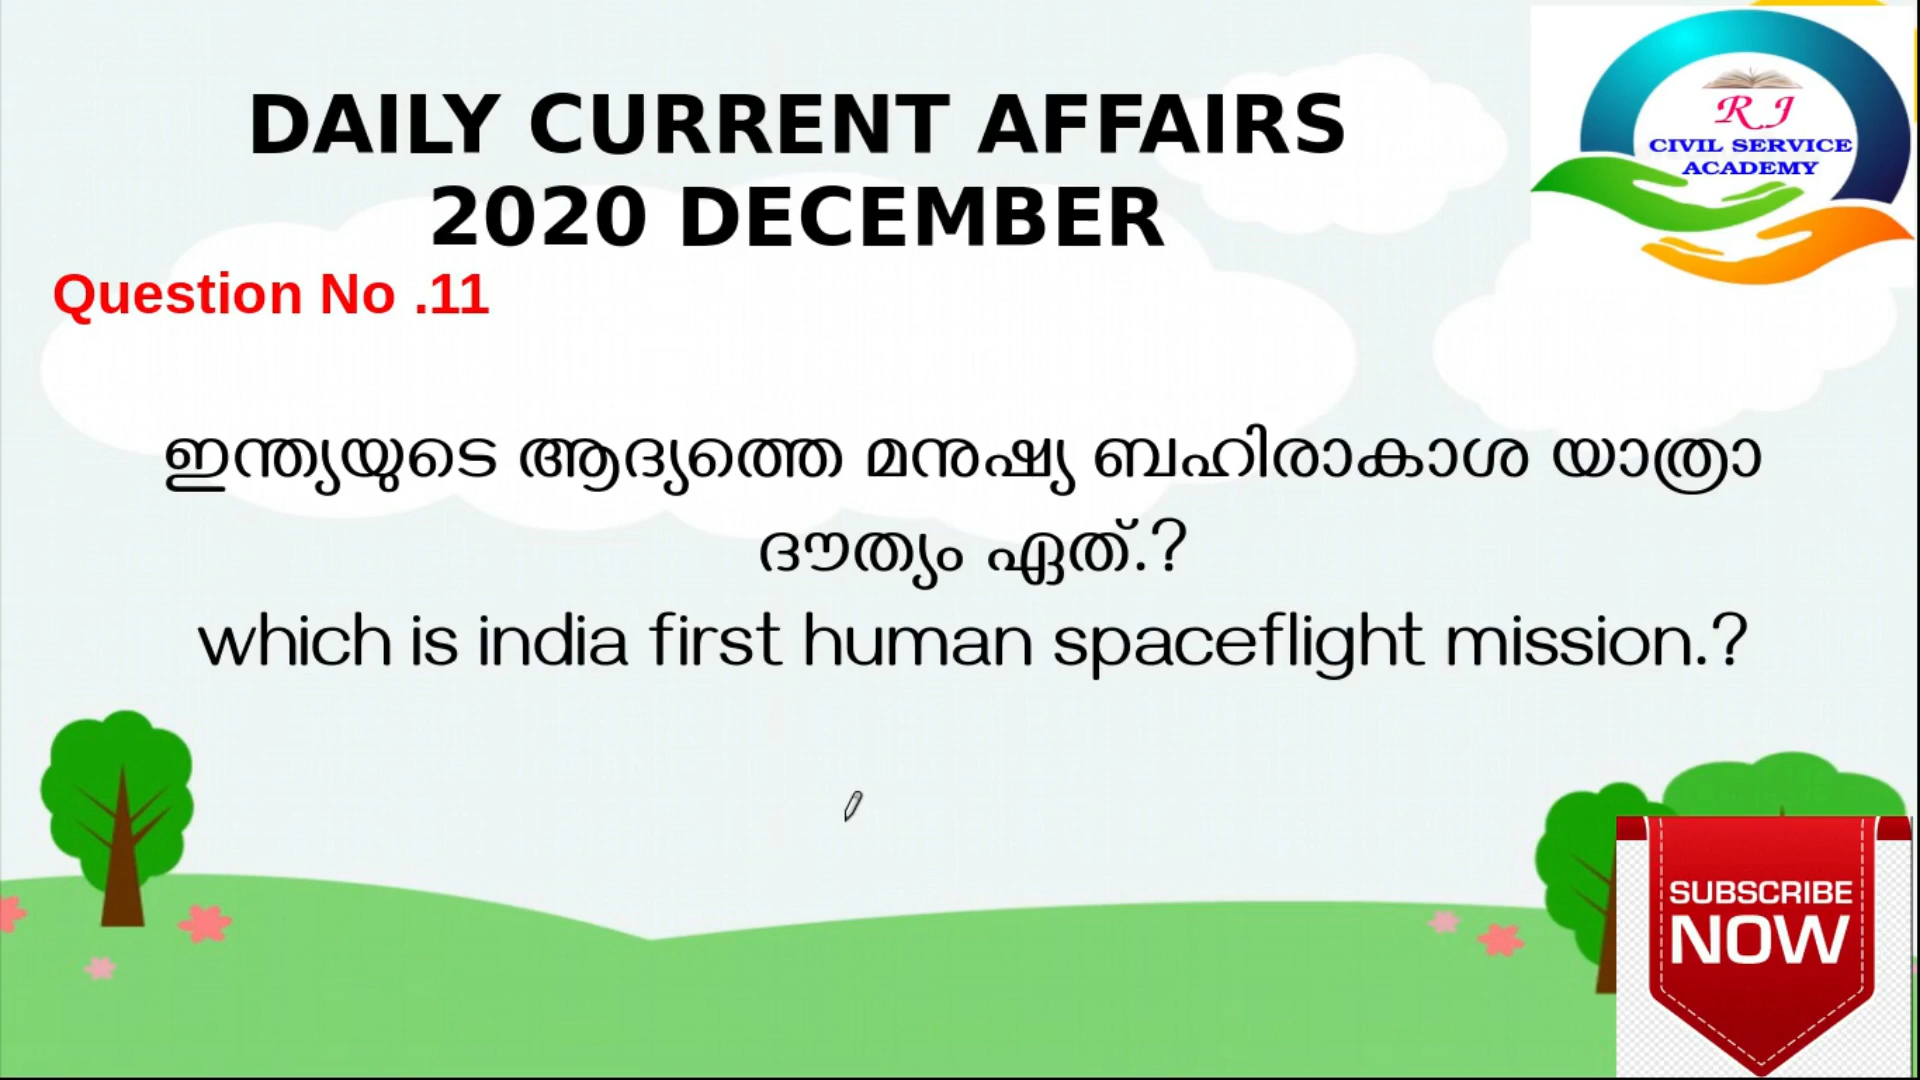 DAILY CURRENT AFFAIRS
2020 DECEMBER
R J
CIVIL SERVICE
ACADEMY
Question No .11
ഇന്ത്യയുടെ ആദ്യത്തെ മനുഷ്യ ബഹിരാകാശ യാത്രാ
ദൗത്യം ഏത്.?
which is india first human spaceflight mission.?
SUBSCRIBE
NOW